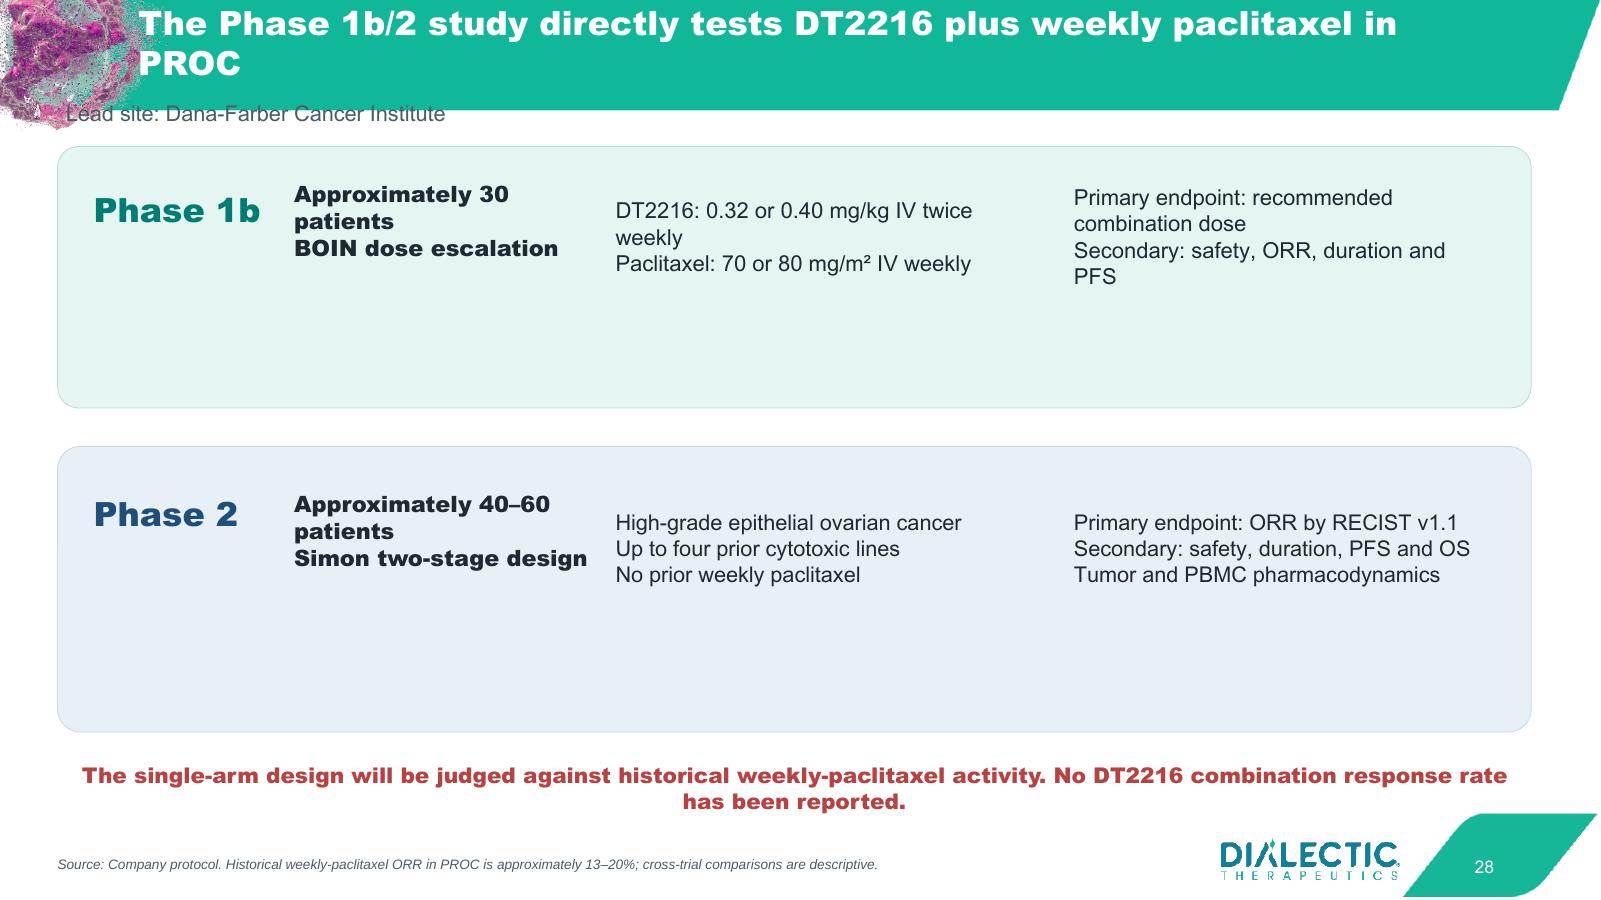 The Phase 1b/2 study directly tests DT2216 plus weekly paclitaxel in
PROC
Lead site: Dana-Farber Cancer Institute
Phase 1b
Approximately 30
patients
BOIN dose escalation
DT2216: 0.32 or 0.40 mg/kg IV twice
weekly
Paclitaxel: 70 or 80 mg/m² IV weekly
Primary endpoint: recommended
combination dose
Secondary: safety, ORR, duration and
PFS
Phase 2
Approximately 40–60
patients
Simon two-stage design
High-grade epithelial ovarian cancer
Up to four prior cytotoxic lines
No prior weekly paclitaxel
Primary endpoint: ORR by RECIST v1.1
Secondary: safety, duration, PFS and OS
Tumor and PBMC pharmacodynamics
The single-arm design will be judged against historical weekly-paclitaxel activity. No DT2216 combination response rate
has been reported.
Source: Company protocol. Historical weekly-paclitaxel ORR in PROC is approximately 13–20%; cross-trial comparisons are descriptive.
DIALECTIC
THERAPEUTICS
28